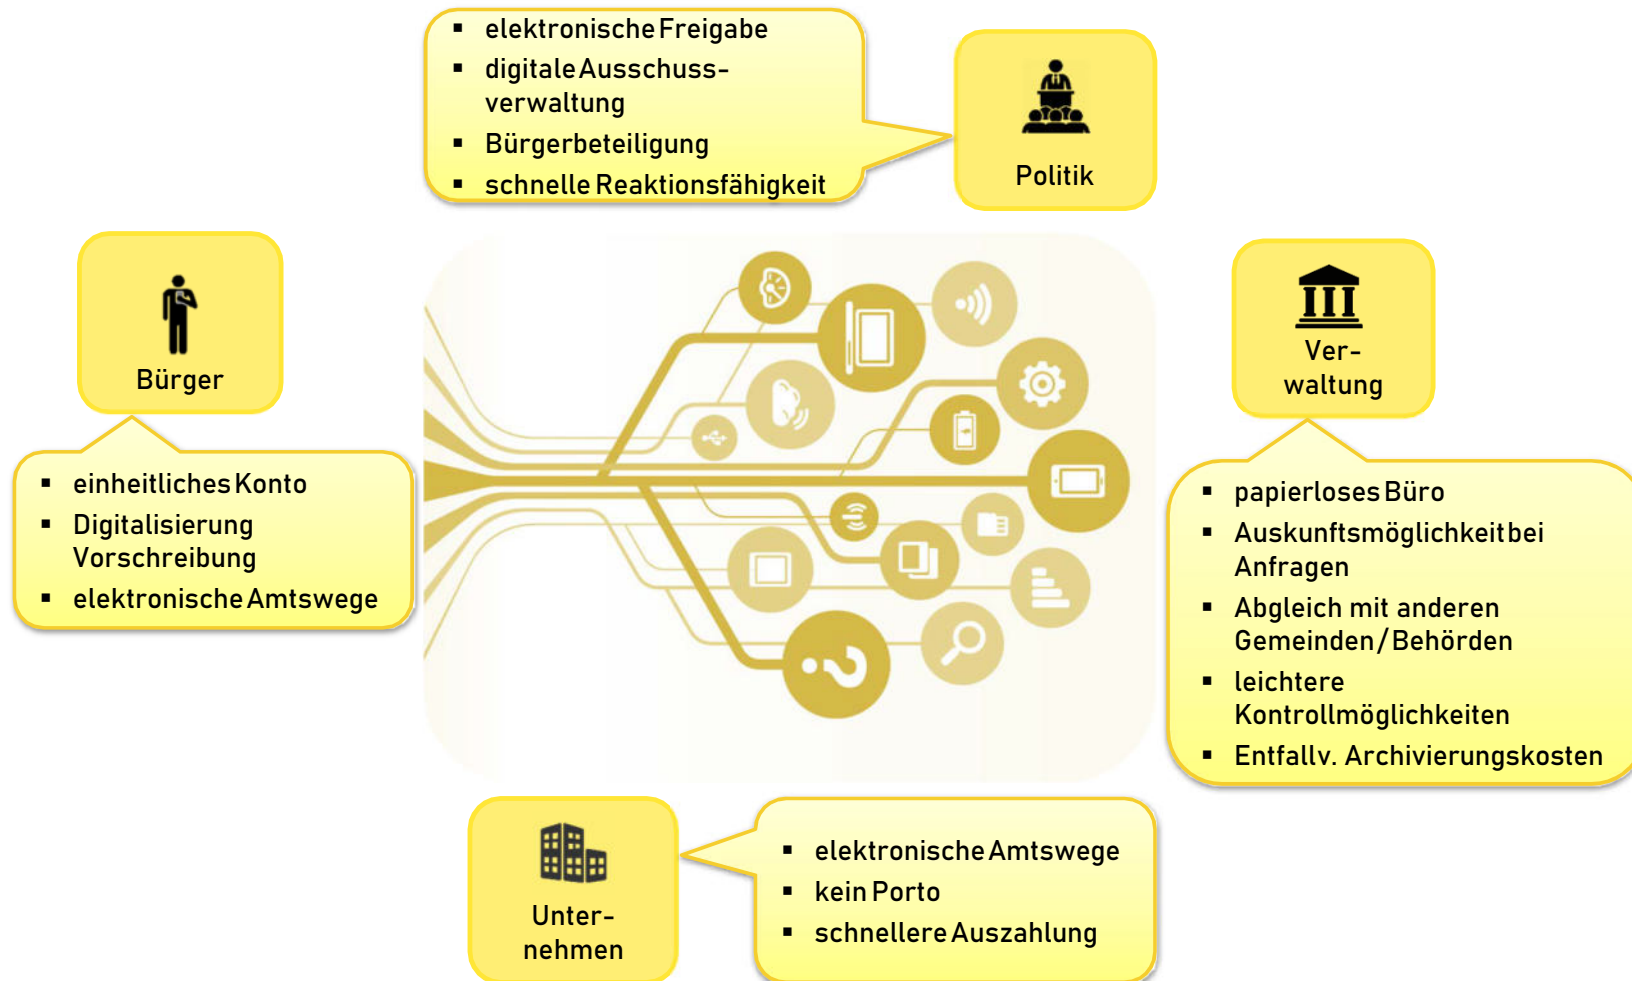 ▪ elektronische Freigabe
▪ digitale Ausschuss-
verwaltung
▪ Bürgerbeteiligung
▪ schnelle Reaktionsfähigkeit
Politik
Bürger
▪ einheitliches Konto
▪ Digitalisierung
Vorschreibung
▪ elektronische Amtswege
Ver-
waltung
▪ papierloses Büro
▪ Auskunftsmöglichkeit bei
Anfragen
▪ Abgleich mit anderen
Gemeinden/Behörden
▪ leichtere
Kontrollmöglichkeiten
▪ Entfall v. Archivierungskosten
Unter-
nehmen
▪ elektronische Amtswege
▪ kein Porto
▪ schnellere Auszahlung